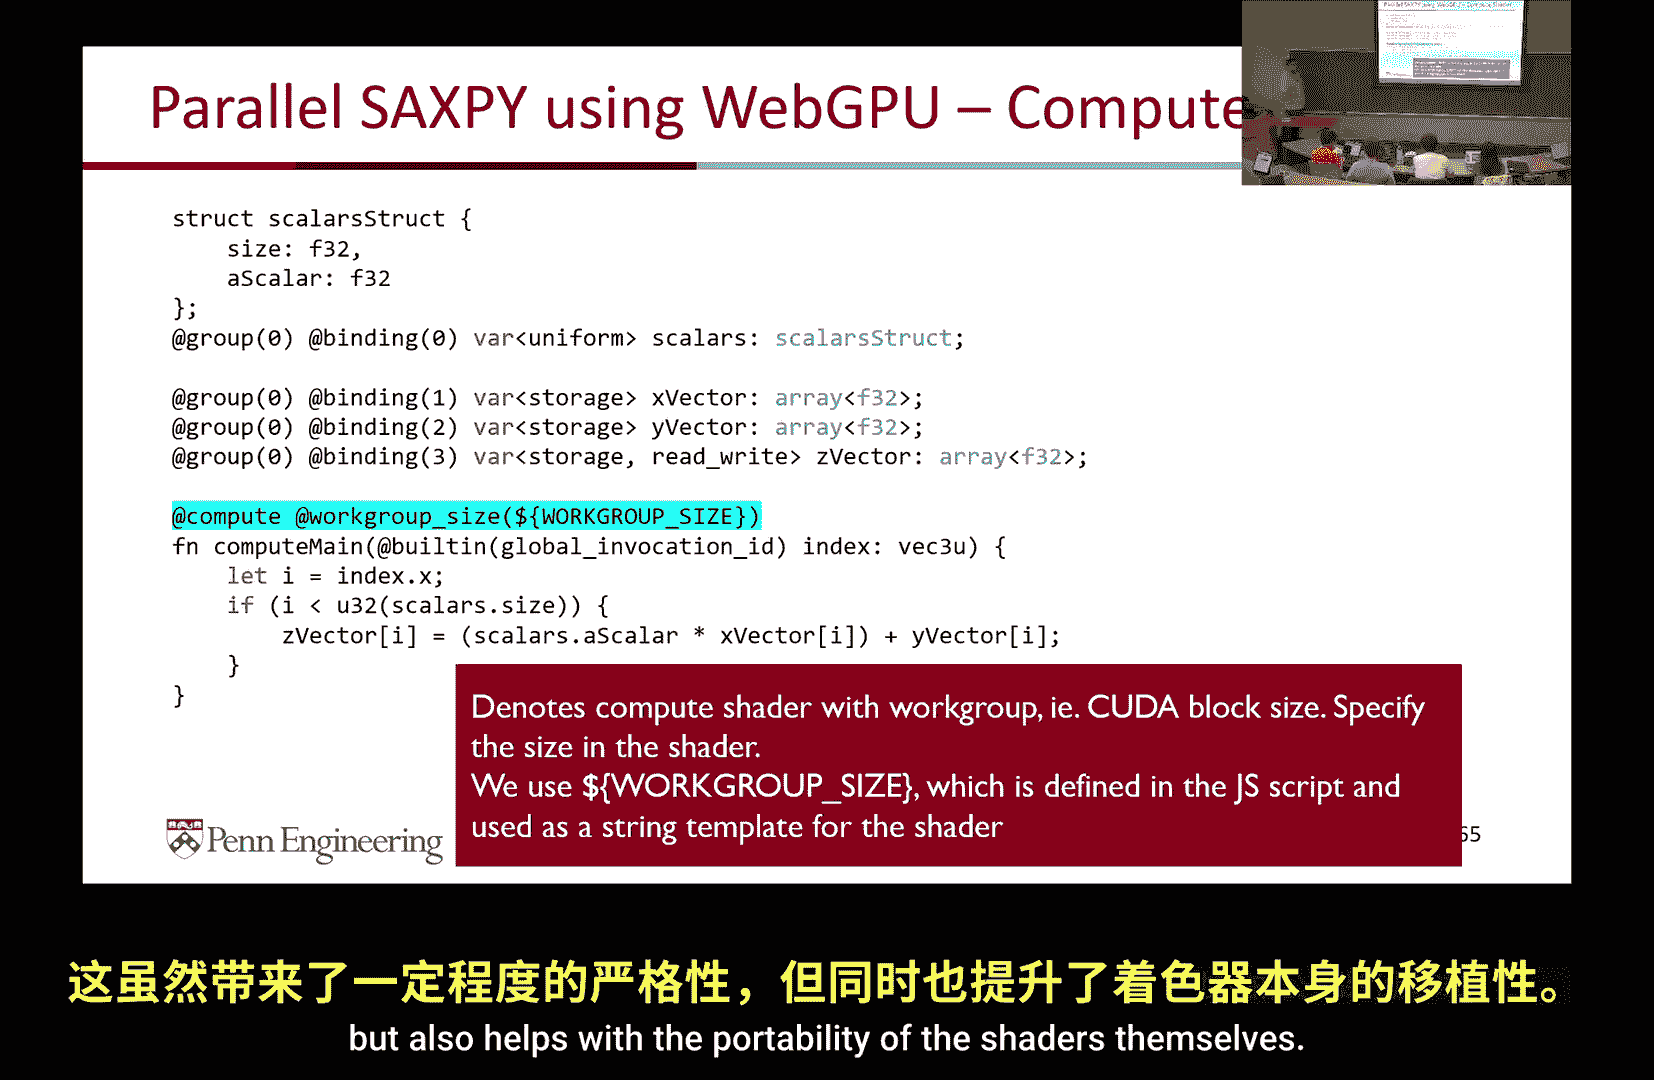 Parallel SAXPY using WebGPU – Compute
struct scalarsStruct {
    size: f32,
    aScalar: f32
};
@group(0) @binding(0) var<uniform> scalars: scalarsStruct;
@group(0) @binding(1) var<storage> xVector: array<f32>;
@group(0) @binding(2) var<storage> yVector: array<f32>;
@group(0) @binding(3) var<storage, read_write> zVector: array<f32>;
@compute @workgroup_size(${WORKGROUP_SIZE})
fn computeMain(@builtin(global_invocation_id) index: vec3u) {
    let i = index.x;
    if (i < u32(scalars.size)) {
        zVector[i] = (scalars.aScalar * xVector[i]) + yVector[i];
    }
}
Denotes compute shader with workgroup, ie. CUDA block size. Specify
the size in the shader.
We use ${WORKGROUP_SIZE}, which is defined in the JS script and
used as a string template for the shader
Penn Engineering
65
这虽然带来了一定程度的严格性，但同时也提升了着色器本身的移植性。
but also helps with the portability of the shaders themselves.